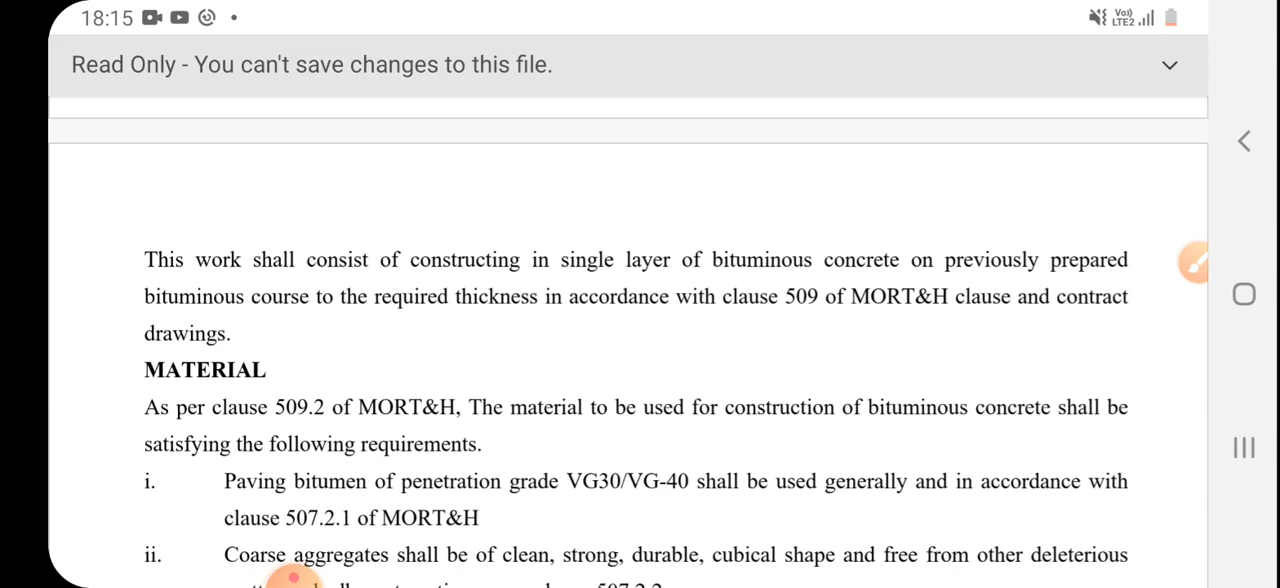 18:15
Vo))
LTE2
Read Only - You can't save changes to this file.
This work shall consist of constructing in single layer of bituminous concrete on previously prepared
bituminous course to the required thickness in accordance with clause 509 of MORT&H clause and contract
drawings.
MATERIAL
As per clause 509.2 of MORT&H, The material to be used for construction of bituminous concrete shall be
satisfying the following requirements.
i. Paving bitumen of penetration grade VG30/VG-40 shall be used generally and in accordance with
clause 507.2.1 of MORT&H
ii. Coarse aggregates shall be of clean, strong, durable, cubical shape and free from other deleterious